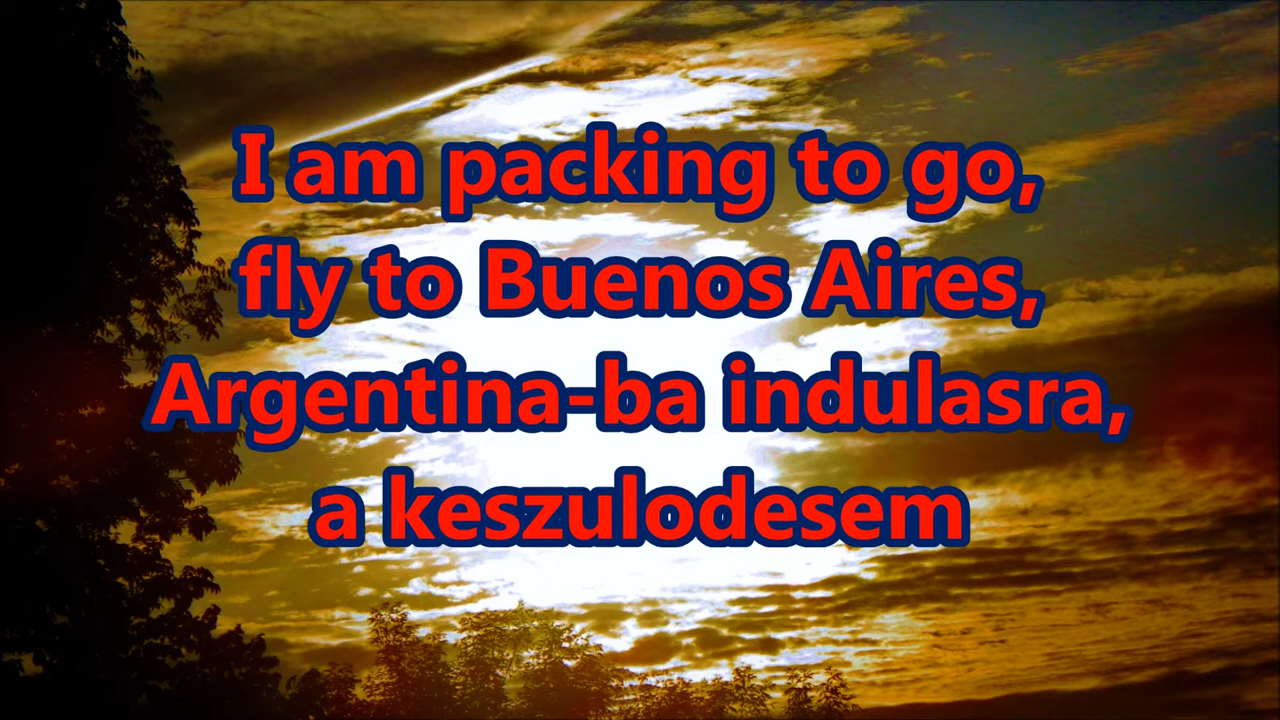 I am packing to go,
fly to Buenos Aires,
Argentina-ba indulasra,
a keszulodesem